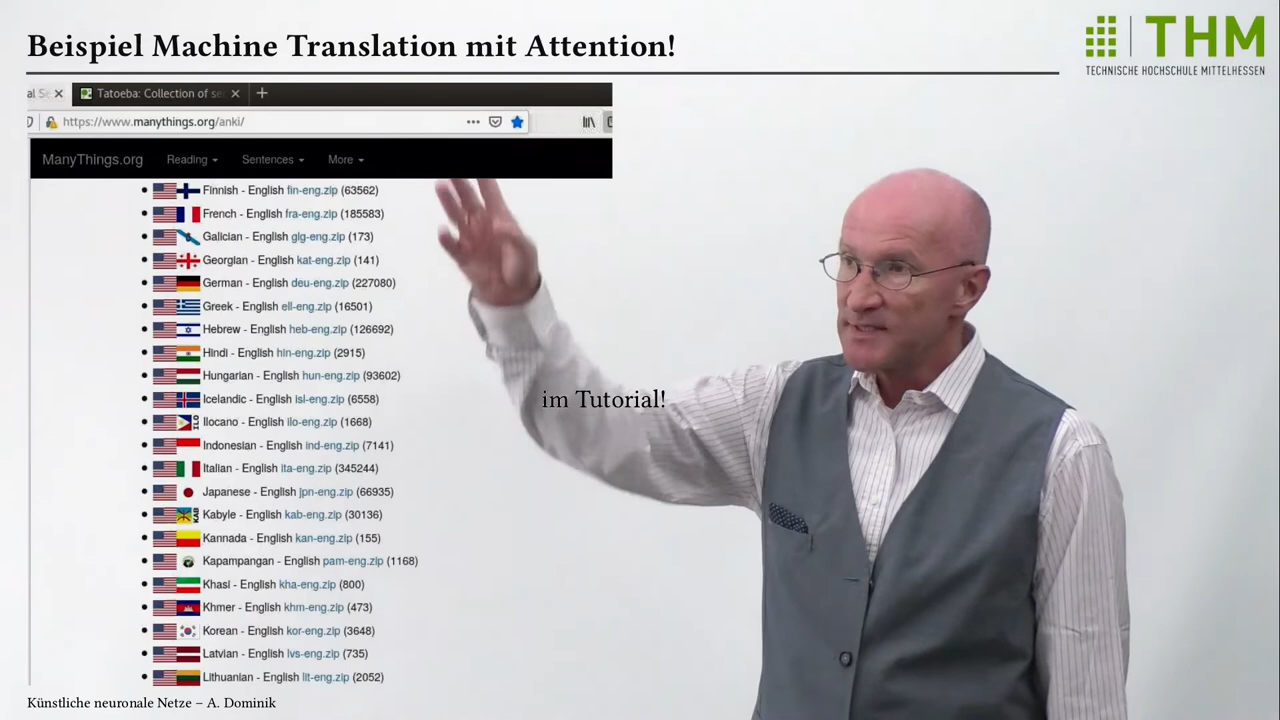 Beispiel Machine Translation mit Attention!
THM
TECHNISCHE HOCHSCHULE MITTELHESSEN
Tatoeba: Collection of se
https://www.manythings.org/anki/
ManyThings.org Reading Sentences More
Finnish - English fin-eng.zip (63562)
French - English fra-eng.zip (185583)
Galician - English glg-eng.zip (173)
Georgian - English kat-eng.zip (141)
German - English deu-eng.zip (227080)
Greek - English ell-eng.zip (16501)
Hebrew - English heb-eng.zip (126692)
Hindi - English hin-eng.zip (2915)
Hungarian - English hun-eng.zip (93602)
Icelandic - English isl-eng.zip (6558)
im Tutorial!
Ilocano - English ilo-eng.zip (1668)
Indonesian - English ind-eng.zip (7141)
Italian - English ita-eng.zip (345244)
Japanese - English jpn-eng.zip (66935)
Kabyle - English kab-eng.zip (30136)
Kannada - English kan-eng.zip (155)
Kapampangan - English pam-eng.zip (1168)
Khasi - English kha-eng.zip (800)
Khmer - English khm-eng.zip (473)
Korean - English kor-eng.zip (3648)
Latvian - English lvs-eng.zip (735)
Lithuanian - English lit-eng.zip (2052)
Künstliche neuronale Netze – A. Dominik